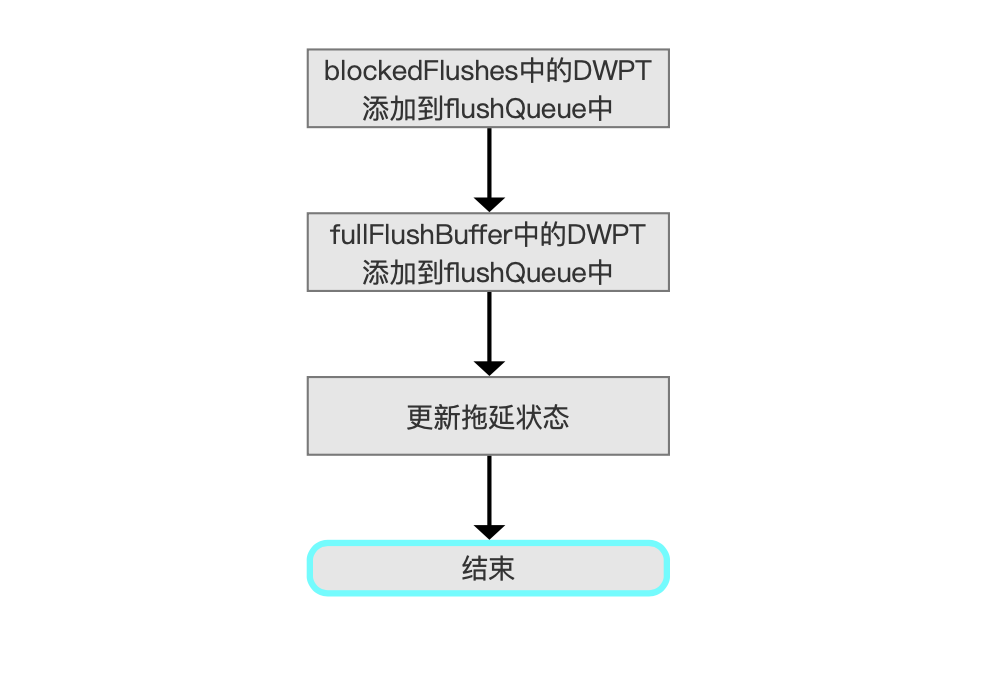 blockedFlushes中的DWPT
添加到flushQueue中
fullFlushBuffer中的DWPT
添加到flushQueue中
更新拖延状态
结束